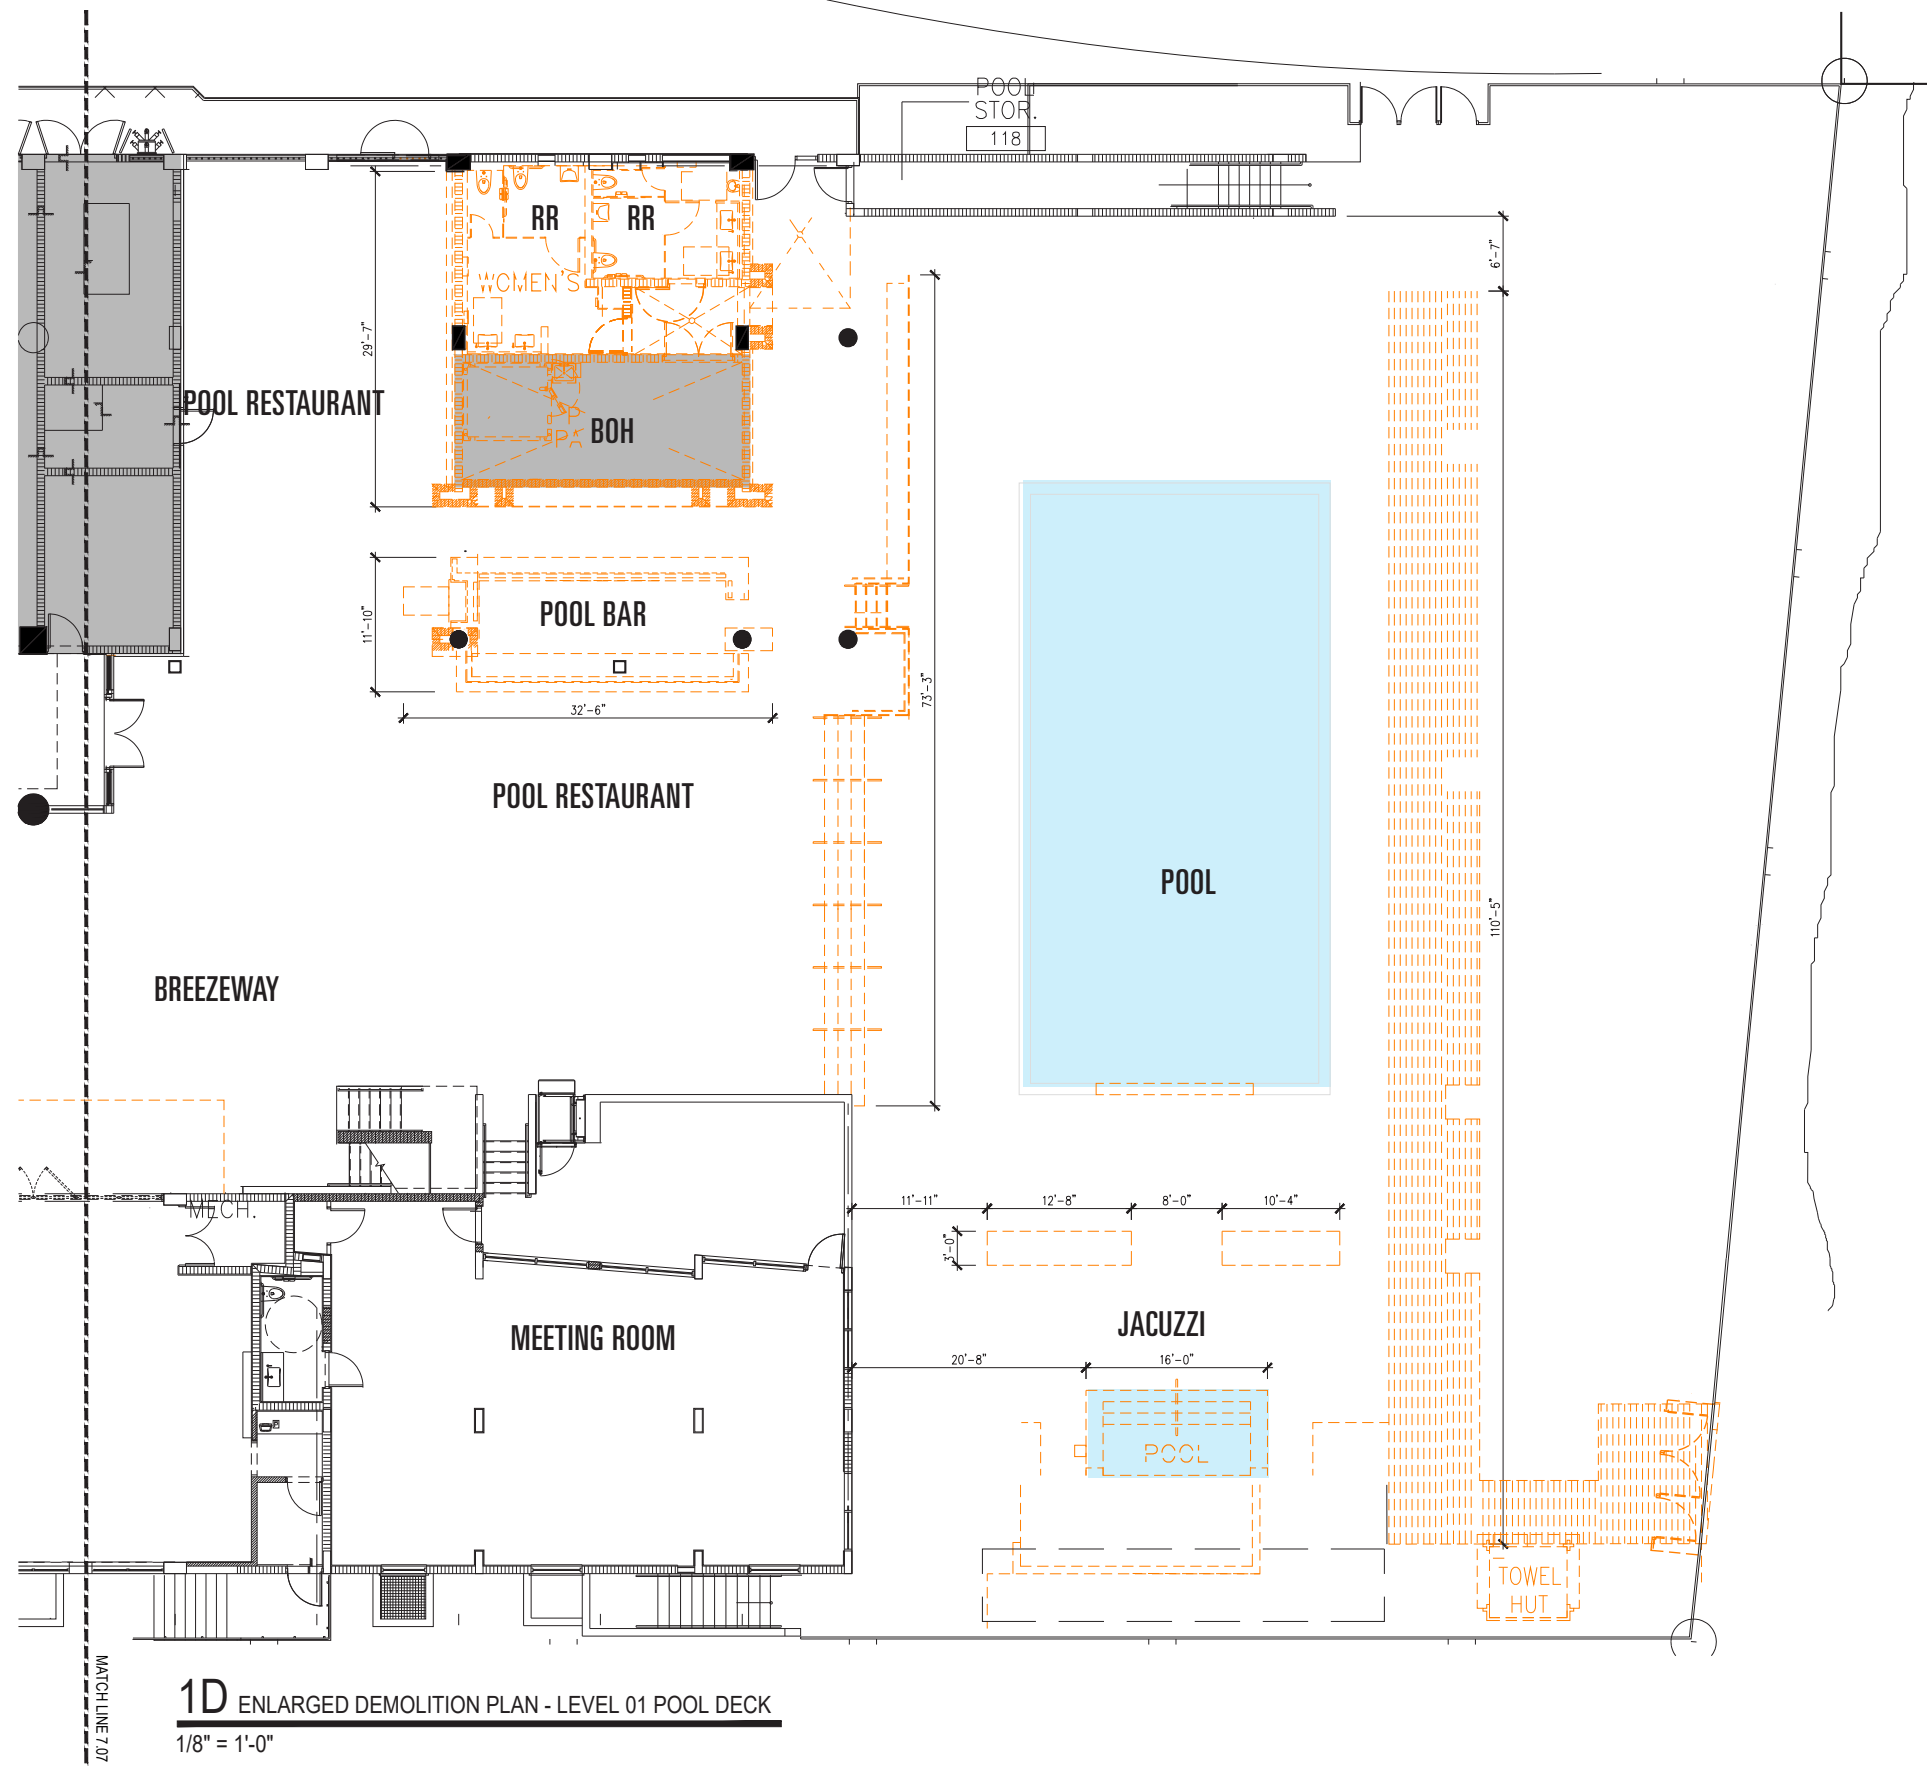 POOL
STOR.
118
RR
RR
6'-7"
WOMEN'S
29'-7"
POOL RESTAURANT
P
PA
BOH
11'-10"
POOL BAR
73'-3"
32'-6"
POOL RESTAURANT
POOL
110'-5"
BREEZEWAY
MECH.
11'-11"
12'-8"
8'-0"
10'-4"
3'-0"
JACUZZI
MEETING ROOM
20'-8"
16'-0"
POOL
TOWEL
HUT
MATCH LINE 7.07
1D ENLARGED DEMOLITION PLAN - LEVEL 01 POOL DECK
1/8" = 1'-0"